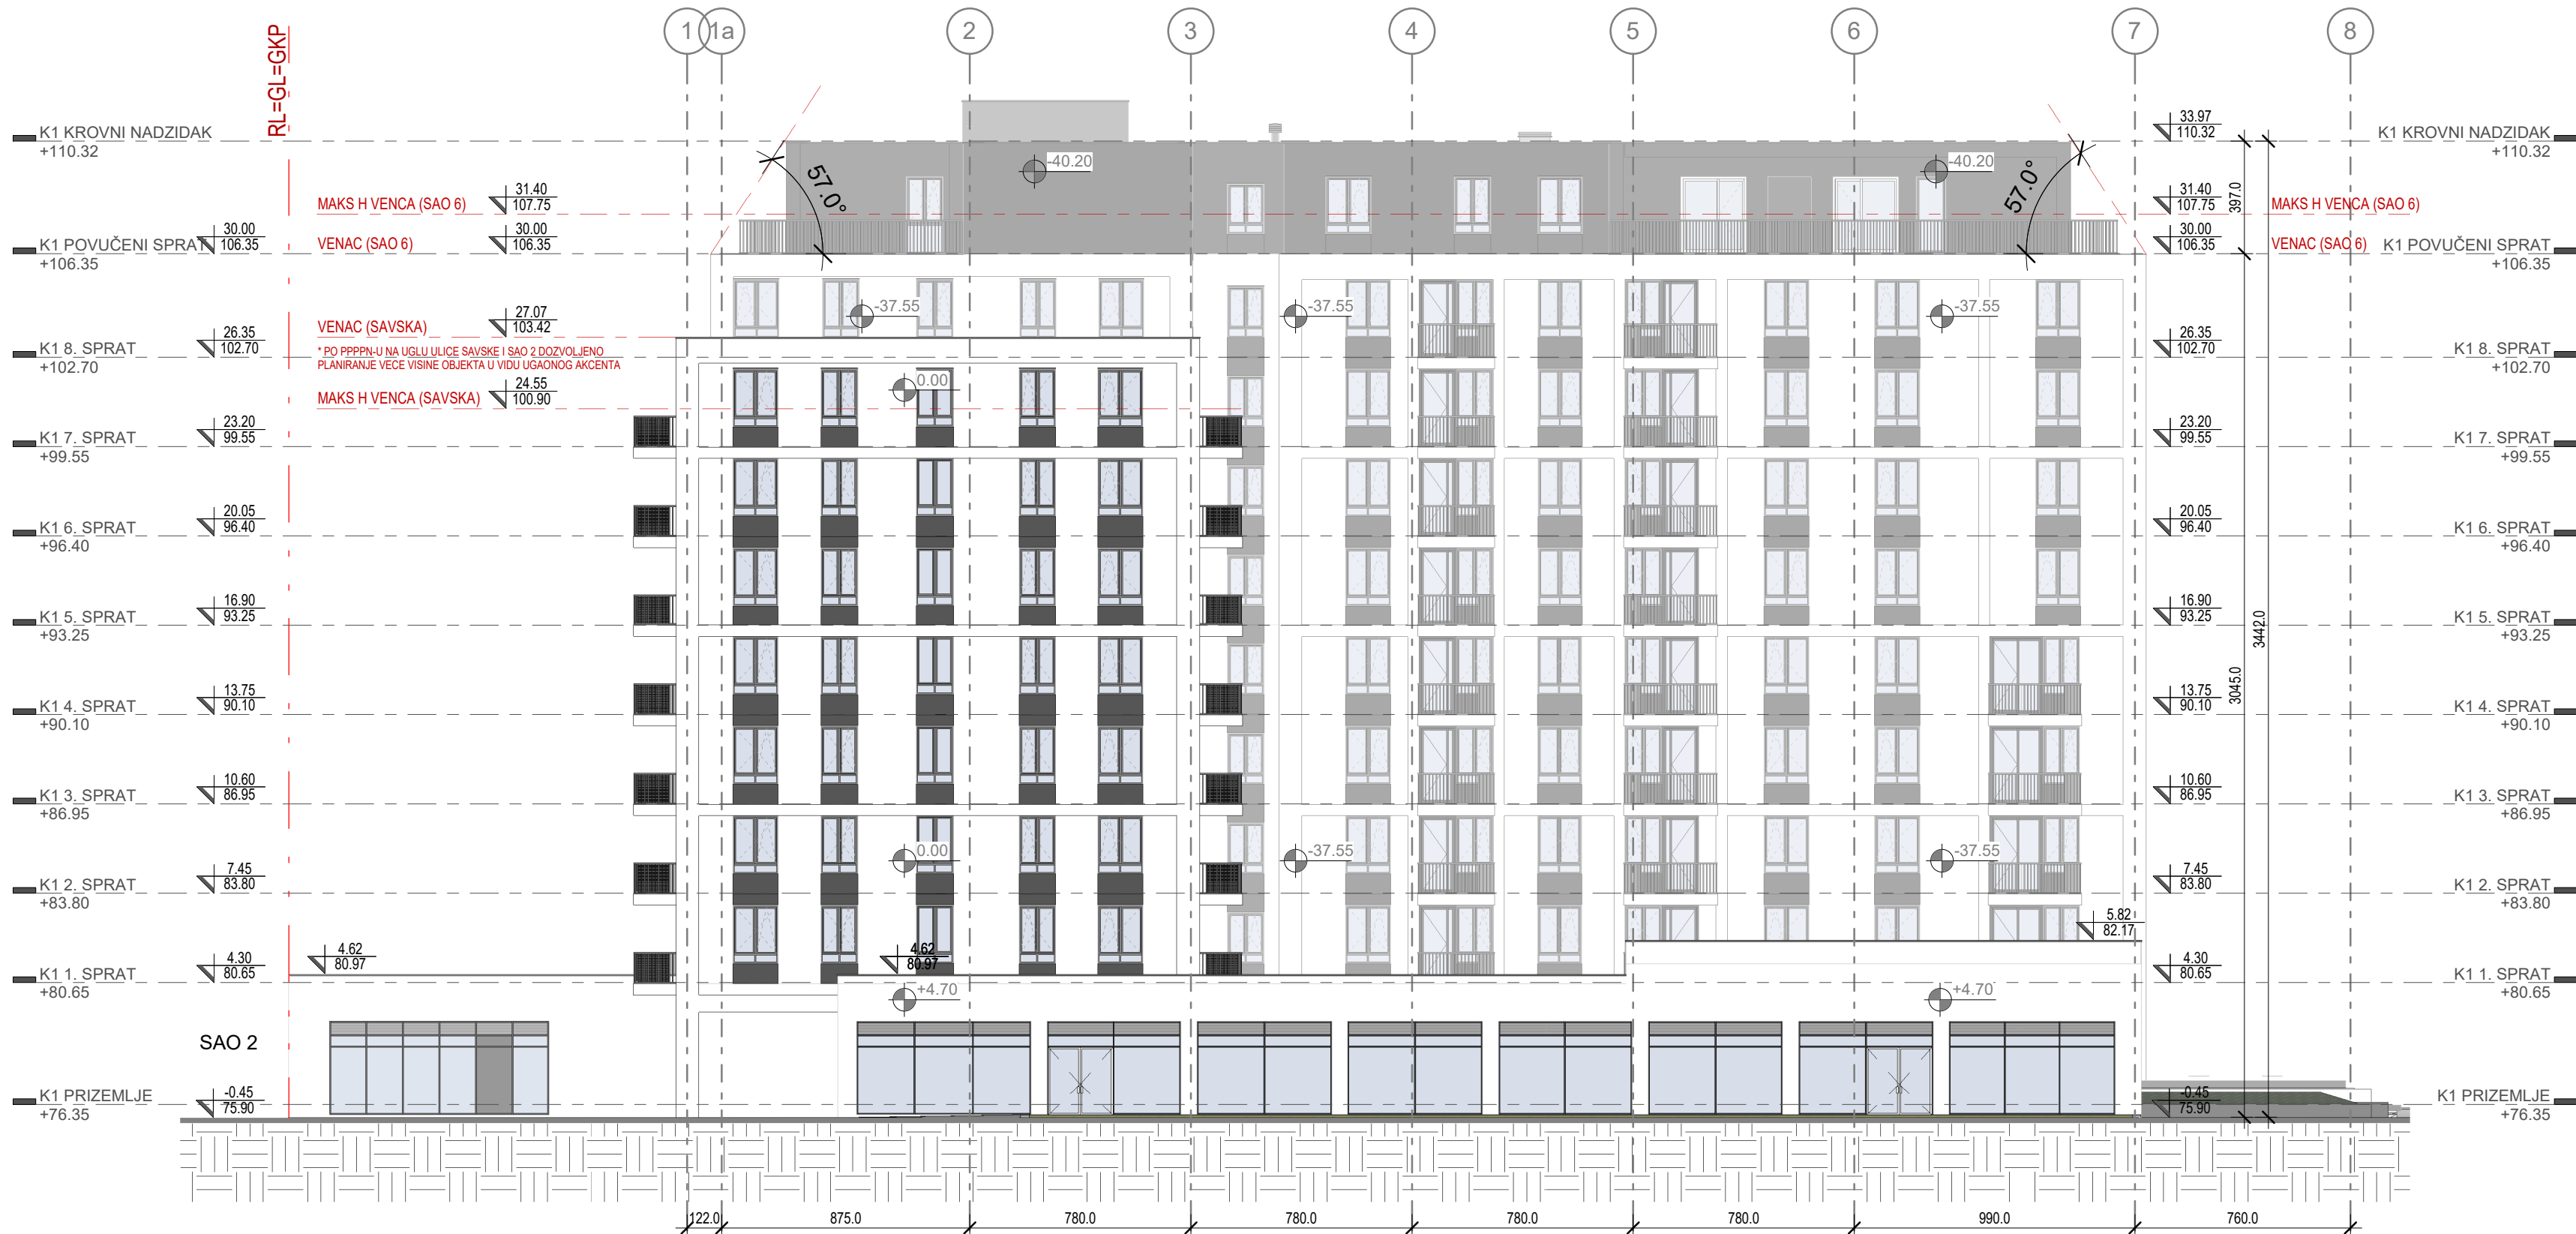 1 1a 2 3 4 5 6 7 8
RL=GL=GKP
K1 KROVNI NADZIDAK
+110.32
33.97
110.32
K1 KROVNI NADZIDAK
+110.32
-40.20
-40.20
57.0°
57.0°
397.0
MAKS H VENCA (SAO 6)
31.40
107.75
31.40
107.75
MAKS H VENCA (SAO 6)
K1 POVUČENI SPRAT
+106.35
30.00
106.35
VENAC (SAO 6)
30.00
106.35
30.00
106.35
VENAC (SAO 6)
K1 POVUČENI SPRAT
+106.35
-37.55
-37.55
-37.55
VENAC (SAVSKA)
27.07
103.42
K1 8. SPRAT
+102.70
26.35
102.70
* PO PPPPN-U NA UGLU ULICE SAVSKE I SAO 2 DOZVOLJENO
PLANIRANJE VEĆE VISINE OBJEKTA U VIDU UGAONOG AKCENTA
26.35
102.70
K1 8. SPRAT
+102.70
0.00
MAKS H VENCA (SAVSKA)
24.55
100.90
K1 7. SPRAT
+99.55
23.20
99.55
23.20
99.55
K1 7. SPRAT
+99.55
K1 6. SPRAT
+96.40
20.05
96.40
20.05
96.40
K1 6. SPRAT
+96.40
K1 5. SPRAT
+93.25
16.90
93.25
16.90
93.25
K1 5. SPRAT
+93.25
3442.0
3045.0
K1 4. SPRAT
+90.10
13.75
90.10
13.75
90.10
K1 4. SPRAT
+90.10
K1 3. SPRAT
+86.95
10.60
86.95
10.60
86.95
K1 3. SPRAT
+86.95
0.00
-37.55
-37.55
K1 2. SPRAT
+83.80
7.45
83.80
7.45
83.80
K1 2. SPRAT
+83.80
5.82
82.17
K1 1. SPRAT
+80.65
4.30
80.65
4.62
80.97
4.62
80.97
4.30
80.65
K1 1. SPRAT
+80.65
+4.70
+4.70
SAO 2
K1 PRIZEMLJE
+76.35
-0.45
75.90
-0.45
75.90
K1 PRIZEMLJE
+76.35
122.0 875.0 780.0 780.0 780.0 780.0 990.0 760.0